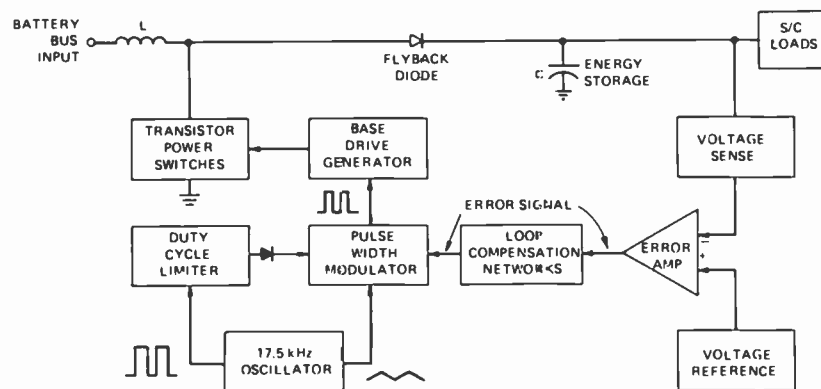 BATTERY
BUS
INPUT
L
FLYBACK
DIODE
C
ENERGY
STORAGE
S/C
LOADS
TRANSISTOR
POWER
SWITCHES
BASE
DRIVE
GENERATOR
VOLTAGE
SENSE
ERROR SIGNAL
DUTY
CYCLE
LIMITER
PULSE
WIDTH
MODULATOR
LOOP
COMPENSATION
NETWORKS
ERROR
AMP
−
+
17.5 kHz
OSCILLATOR
VOLTAGE
REFERENCE